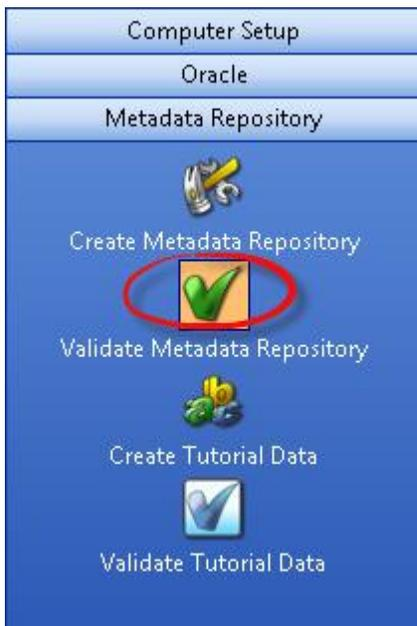 Computer Setup
Oracle
Metadata Repository
Create Metadata Repository
Validate Metadata Repository
Create Tutorial Data
Validate Tutorial Data